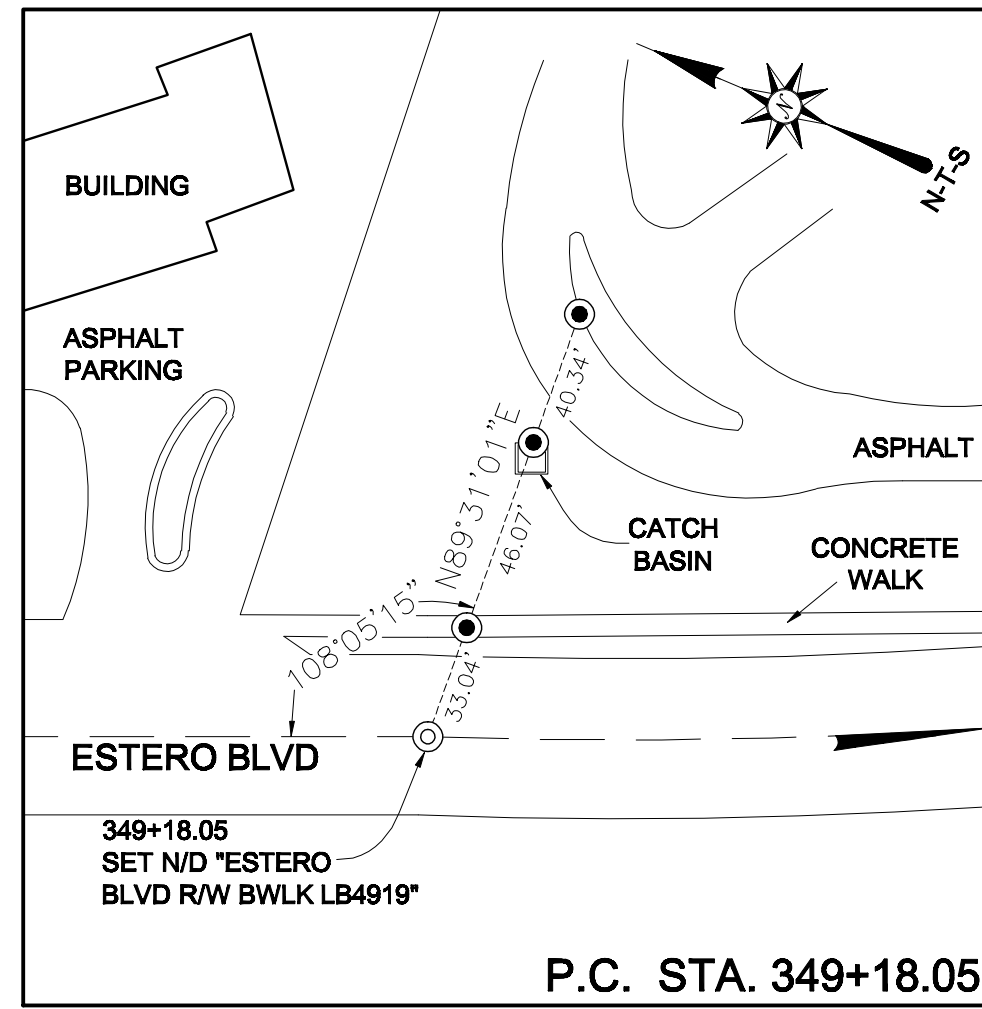 N
N-T-S
BUILDING
ASPHALT
PARKING
40.34'
N89°31'01"E
46.07'
ASPHALT
CATCH
BASIN
CONCRETE
WALK
108°05'15"
33.04'
ESTERO BLVD
349+18.05
SET N/D "ESTERO
BLVD R/W BWLK LB4919"
P.C. STA. 349+18.05